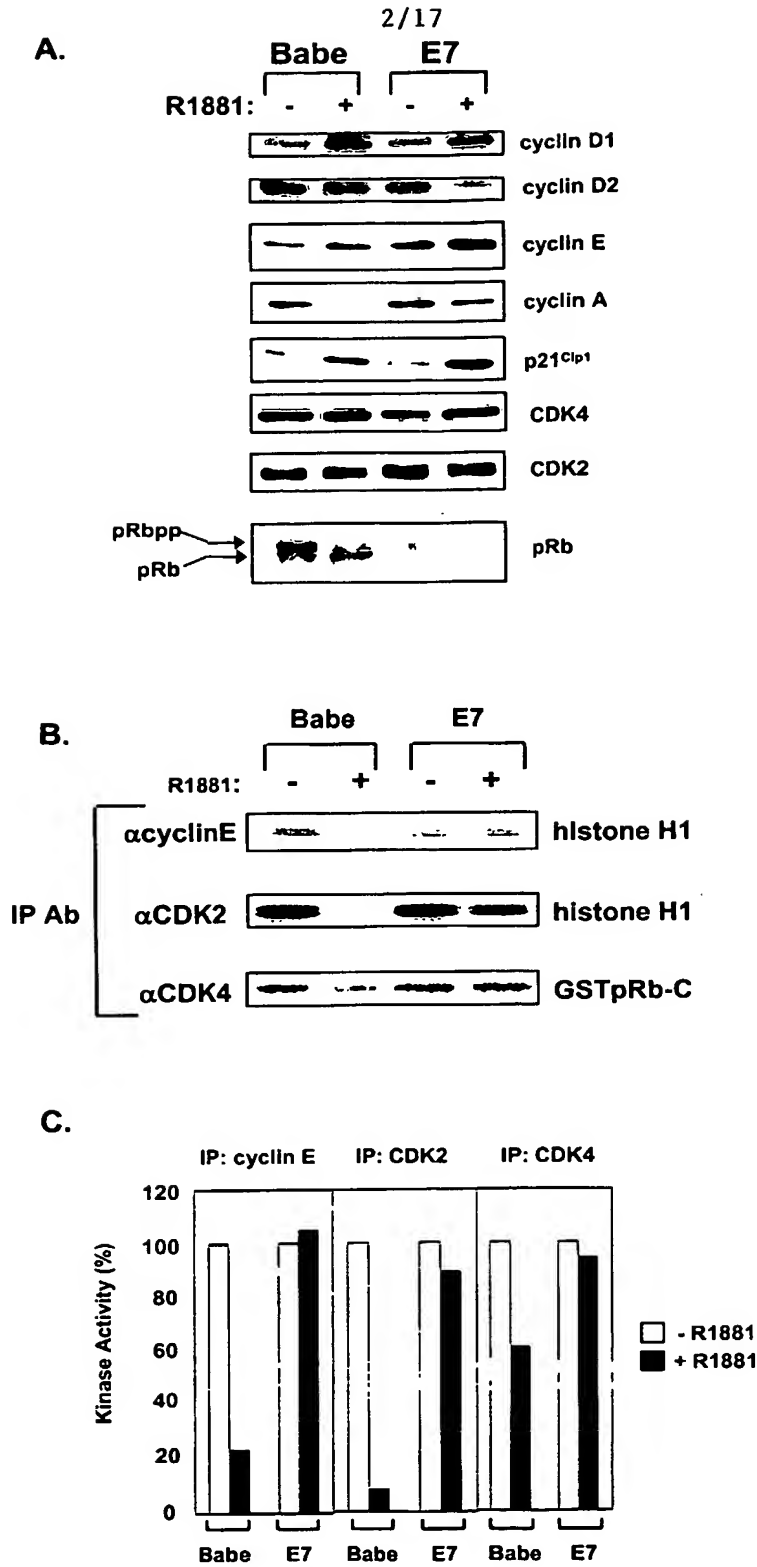 2/17
A.
Babe E7
R1881: - + - +
cyclin D1
cyclin D2
cyclin E
cyclin A
p21Cip1
CDK4
CDK2
pRbpp
pRb
pRb
B.
Babe E7
R1881: - + - +
IP Ab
αcyclinE histone H1
αCDK2 histone H1
αCDK4 GSTpRb-C
C.
IP: cyclin E IP: CDK2 IP: CDK4
Kinase Activity (%)
120
100
80
60
40
20
0
- R1881
+ R1881
Babe E7 Babe E7 Babe E7